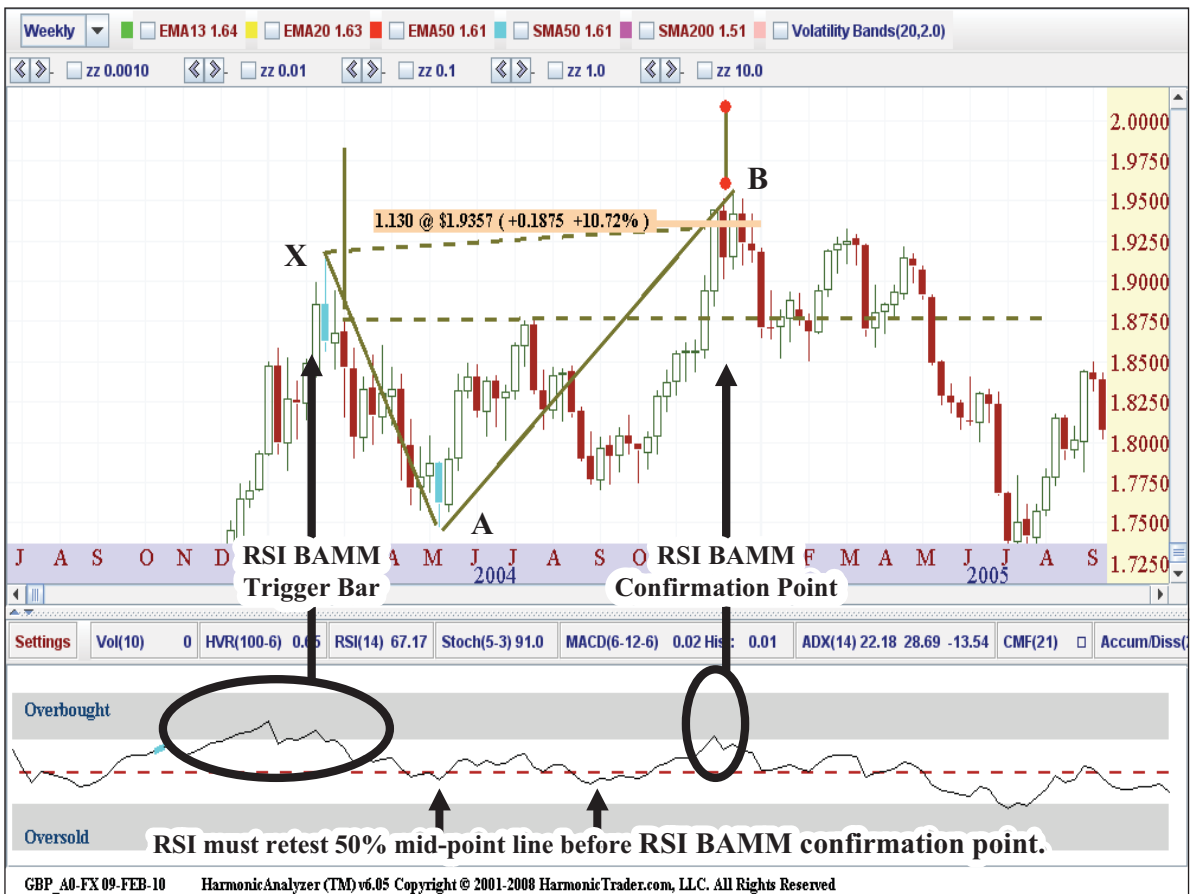 Weekly EMA13 1.64 EMA20 1.63 EMA50 1.61 SMA50 1.61 SMA200 1.51 Volatility Bands(20,2.0)
zz 0.0010 zz 0.01 zz 0.1 zz 1.0 zz 10.0
2.0000
1.9750
B
1.9500
1.130 @ $1.9357 ( +0.1875 +10.72% )
X
1.9250
1.9000
1.8750
1.8500
1.8250
1.8000
1.7750
A
1.7500
J A S O N D A M J J A S O F M A M J J A S
2004 2005
1.7250
RSI BAMM
Trigger Bar
RSI BAMM
Confirmation Point
Settings Vol(10) 0 HVR(100-6) RSI(14) 67.17 Stoch(5-3) 91.0 MACD(6-12-6) 0.02 Hist: 0.01 ADX(14) 22.18 28.69 -13.54 CMF(21) Accum/Diss(
Overbought
Oversold
RSI must retest 50% mid-point line before RSI BAMM confirmation point.
GBP_A0-FX 09-FEB-10 HarmonicAnalyzer (TM) v6.05 Copyright © 2001-2008 HarmonicTrader.com, LLC. All Rights Reserved